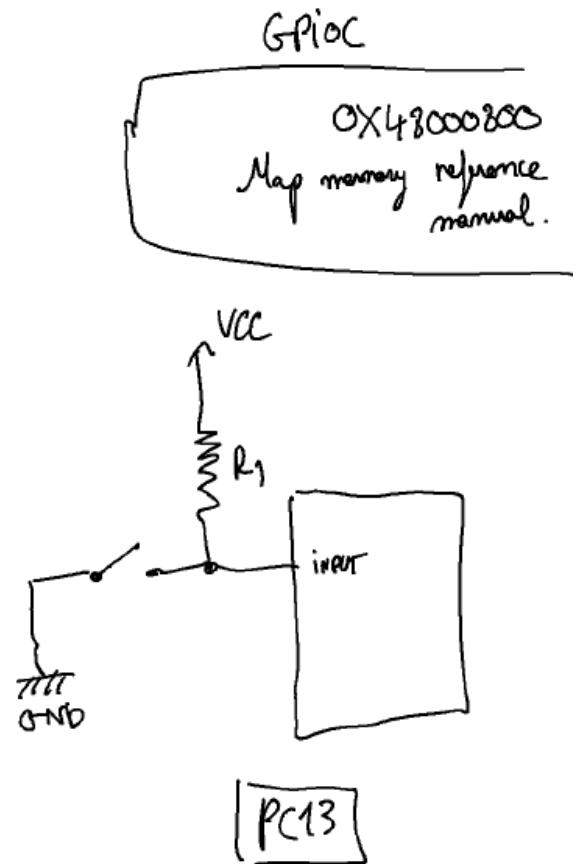 GPIOC
0X48000800
Map memory reference
manual.
VCC
R1
INPUT
GND
PC13